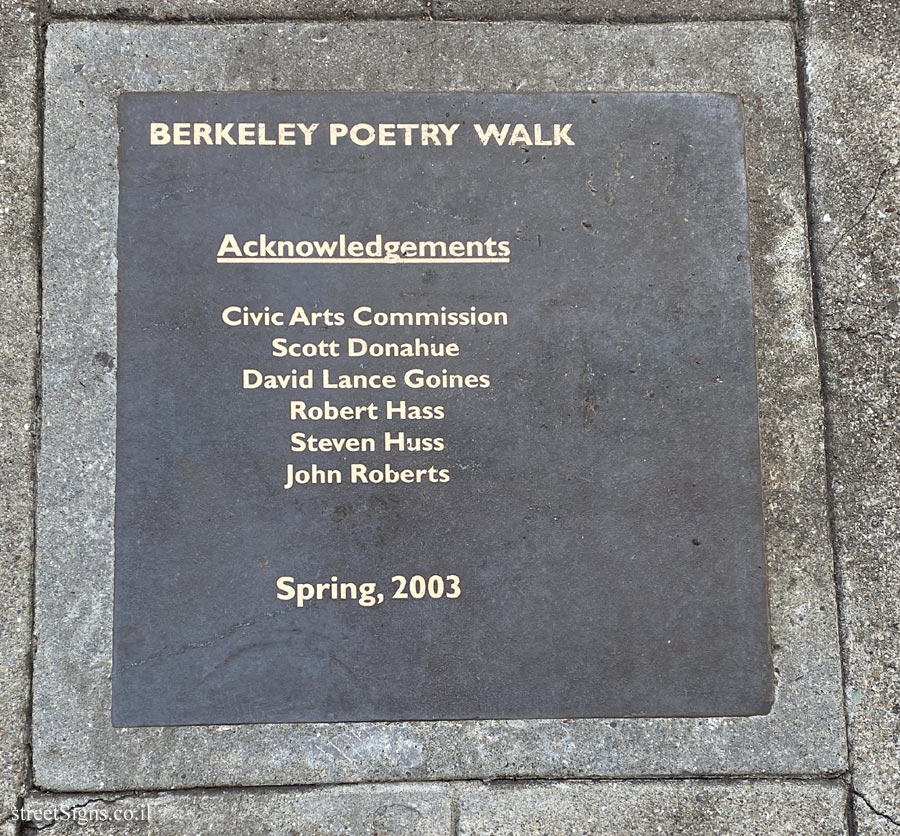 BERKELEY POETRY WALK
Acknowledgements
Civic Arts Commission
Scott Donahue
David Lance Goines
Robert Hass
Steven Huss
John Roberts
Spring, 2003
streetSigns.co.il